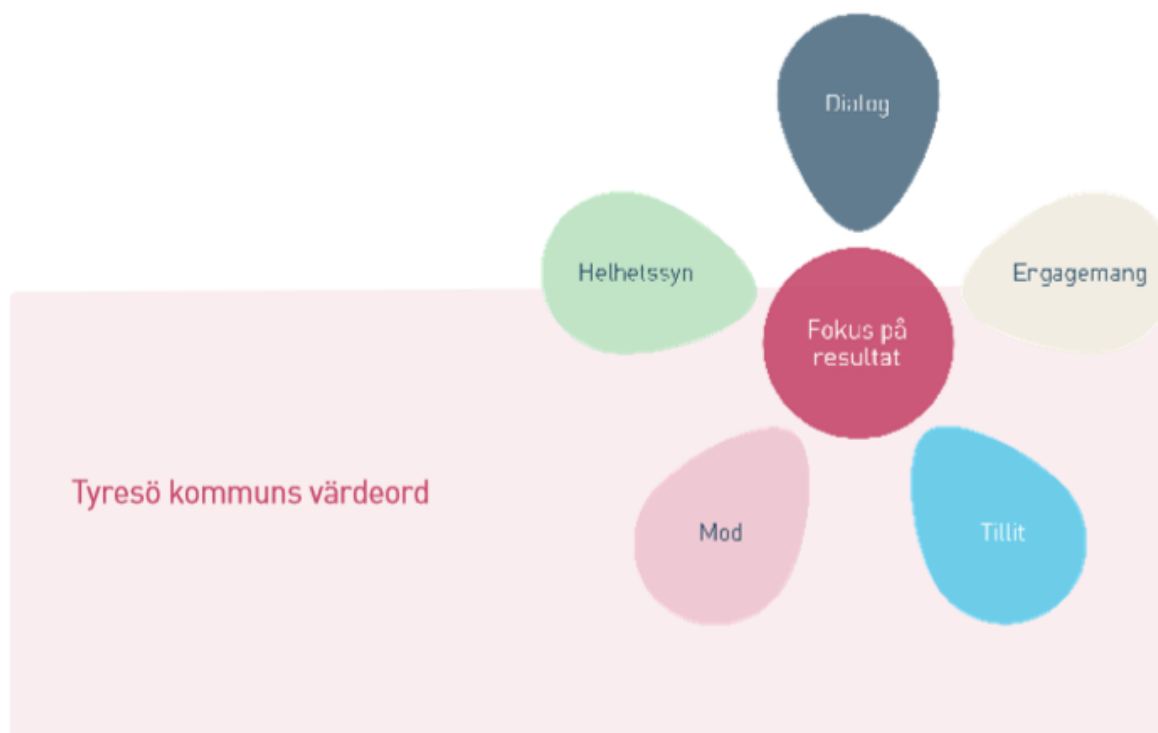 Dialog
Helhetssyn
Engagemang
Fokus på
resultat
Tyresö kommuns värdeord
Mod
Tillit